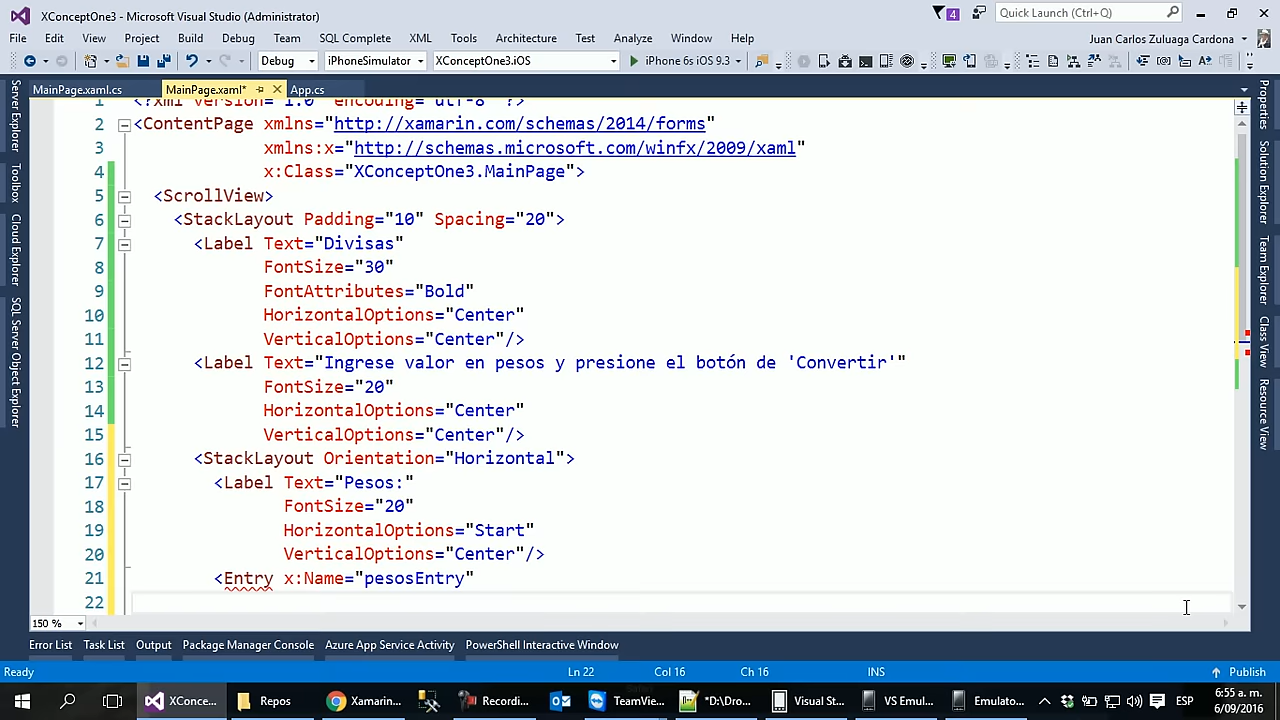 XConceptOne3 - Microsoft Visual Studio (Administrator)
4
Quick Launch (Ctrl+Q)
File Edit View Project Build Debug Team SQL Complete XML Tools Architecture Test Analyze Window Help
Juan Carlos Zuluaga Cardona
Debug iPhoneSimulator XConceptOne3.iOS iPhone 6s iOS 9.3
MainPage.xaml.cs MainPage.xaml* App.cs
Server Explorer
Toolbox
Cloud Explorer
SQL Server Object Explorer
1 <?xml version="1.0" encoding="utf-8" ?>
2 <ContentPage xmlns="http://xamarin.com/schemas/2014/forms"
3 xmlns:x="http://schemas.microsoft.com/winfx/2009/xaml"
4 x:Class="XConceptOne3.MainPage">
5 <ScrollView>
6 <StackLayout Padding="10" Spacing="20">
7 <Label Text="Divisas"
8 FontSize="30"
9 FontAttributes="Bold"
10 HorizontalOptions="Center"
11 VerticalOptions="Center"/>
12 <Label Text="Ingrese valor en pesos y presione el botón de 'Convertir'"
13 FontSize="20"
14 HorizontalOptions="Center"
15 VerticalOptions="Center"/>
16 <StackLayout Orientation="Horizontal">
17 <Label Text="Pesos:"
18 FontSize="20"
19 HorizontalOptions="Start"
20 VerticalOptions="Center"/>
21 <Entry x:Name="pesosEntry"
22
Properties
Solution Explorer
Team Explorer
Class View
Resource View
150 %
Error List Task List Output Package Manager Console Azure App Service Activity PowerShell Interactive Window
Ready Ln 22 Col 16 Ch 16 INS Publish
XConce... Repos Xamarin... Recordi... TeamVie... *D:\Dro... Visual St... VS Emul... Emulato... ESP
6:55 a. m.
6/09/2016